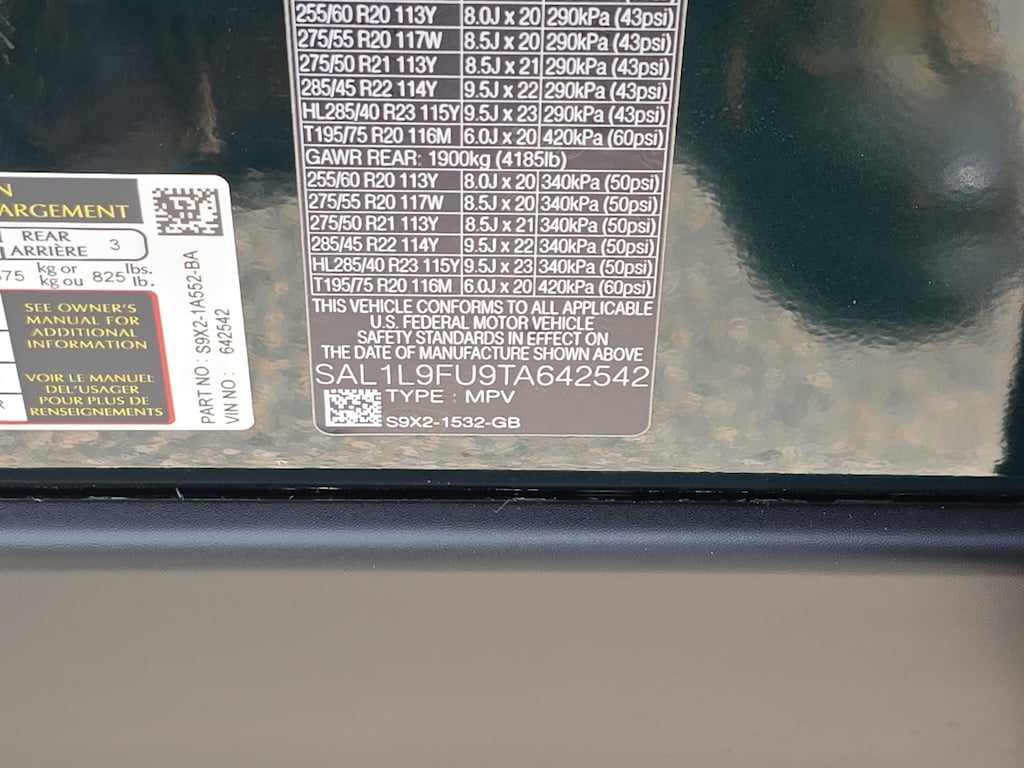 255/60 R20 113Y 8.0J x 20 290kPa (43psi)
275/55 R20 117W 8.5J x 20 290kPa (43psi)
275/50 R21 113Y 8.5J x 21 290kPa (43psi)
285/45 R22 114Y 9.5J x 22 290kPa (43psi)
HL285/40 R23 115Y 9.5J x 23 290kPa (43psi)
T195/75 R20 116M 6.0J x 20 420kPa (60psi)
GAWR REAR: 1900kg (4185lb)
255/60 R20 113Y 8.0J x 20 340kPa (50psi)
275/55 R20 117W 8.5J x 20 340kPa (50psi)
275/50 R21 113Y 8.5J x 21 340kPa (50psi)
285/45 R22 114Y 9.5J x 22 340kPa (50psi)
HL285/40 R23 115Y 9.5J x 23 340kPa (50psi)
T195/75 R20 116M 6.0J x 20 420kPa (60psi)
THIS VEHICLE CONFORMS TO ALL APPLICABLE
U.S. FEDERAL MOTOR VEHICLE
SAFETY STANDARDS IN EFFECT ON
THE DATE OF MANUFACTURE SHOWN ABOVE
SAL1L9FU9TA642542
TYPE : MPV
S9X2-1532-GB
N
ARGEMENT
REAR
ARRIÈRE 3
75 kg or 825 lbs.
kg ou lb.
SEE OWNER'S
MANUAL FOR
ADDITIONAL
INFORMATION
VOIR LE MANUEL
DEL'USAGER
POUR PLUS DE
RENSEIGNEMENTS
R
PART NO : S9X2-1A552-BA
VIN NO : 642542